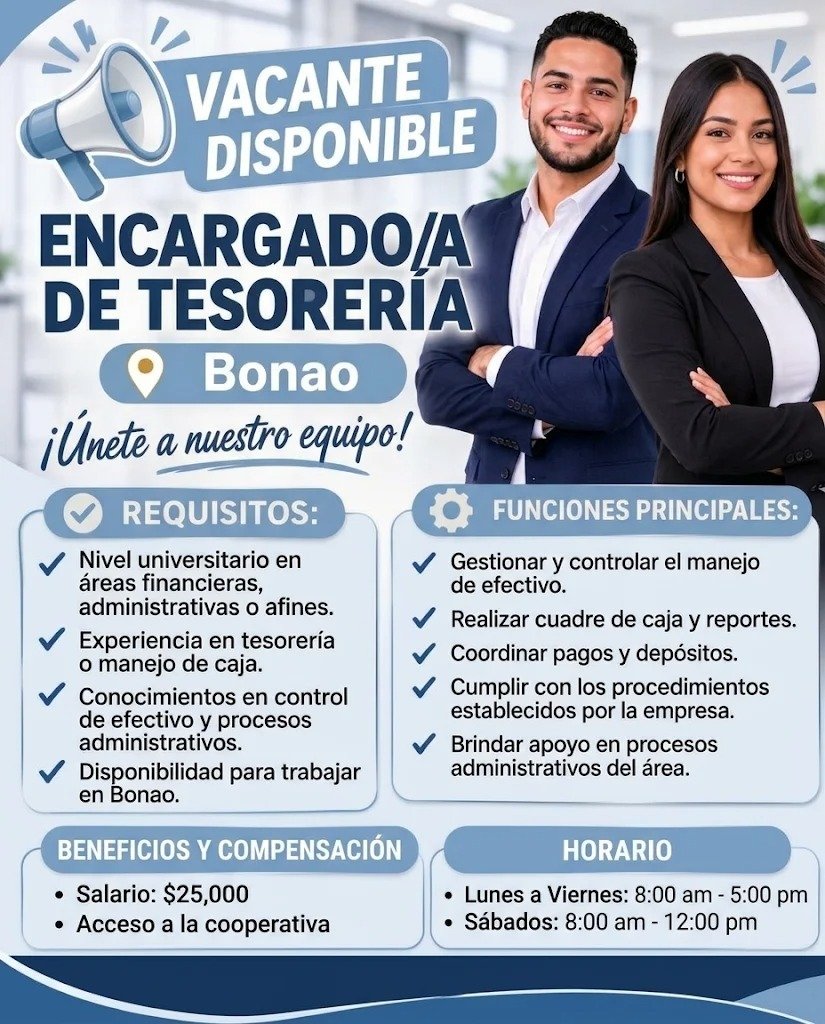 VACANTE
DISPONIBLE
ENCARGADO/A
DE TESORERÍA
Bonao
¡Únete a nuestro equipo!
REQUISITOS:
Nivel universitario en
áreas financieras,
administrativas o afines.
Experiencia en tesorería
o manejo de caja.
Conocimientos en control
de efectivo y procesos
administrativos.
Disponibilidad para trabajar
en Bonao.
FUNCIONES PRINCIPALES:
Gestionar y controlar el manejo
de efectivo.
Realizar cuadre de caja y reportes.
Coordinar pagos y depósitos.
Cumplir con los procedimientos
establecidos por la empresa.
Brindar apoyo en procesos
administrativos del área.
BENEFICIOS Y COMPENSACIÓN
• Salario: $25,000
• Acceso a la cooperativa
HORARIO
• Lunes a Viernes: 8:00 am - 5:00 pm
• Sábados: 8:00 am - 12:00 pm